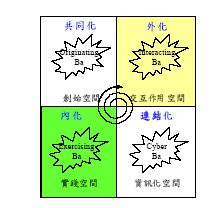 共同化
外化
Originating
Ba
Interacting
Ba
創始空間
交互作用空間
內化
連結化
Exercising
Ba
Cyber
Ba
實踐空間
資訊化空間